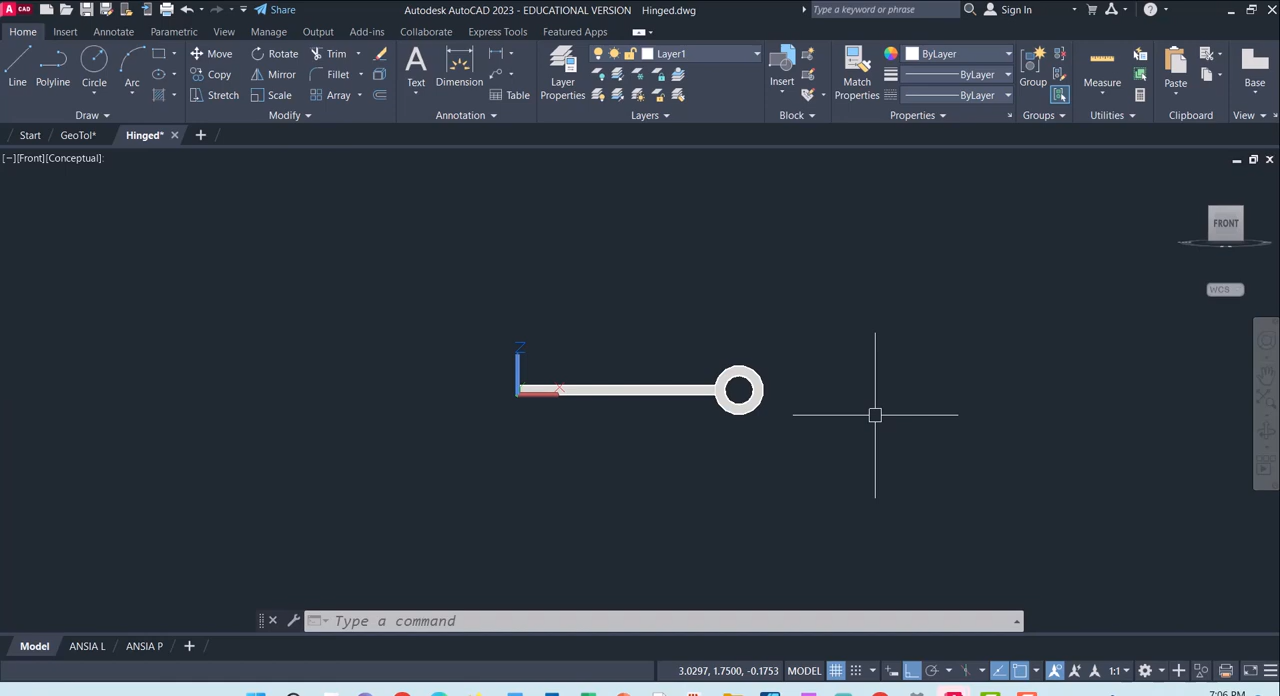 A CAD Share Autodesk AutoCAD 2023 - EDUCATIONAL VERSION Hinged.dwg Type a keyword or phrase Sign In
Home Insert Annotate Parametric View Manage Output Add-ins Collaborate Express Tools Featured Apps
Line Polyline Circle Arc
Move Rotate Trim
Copy Mirror Fillet
Stretch Scale Array
Text Dimension Table
Layer Properties
Layer1
Insert
Match Properties
ByLayer
ByLayer
ByLayer
Group Measure Paste Base
Draw Modify Annotation Layers Block Properties Groups Utilities Clipboard View
Start GeoTol* Hinged*
[−][Front][Conceptual]:
FRONT
WCS
Z
X
Type a command
Model ANSIA L ANSIA P
3.0297, 1.7500, -0.1753 MODEL 1:1
7:06 PM